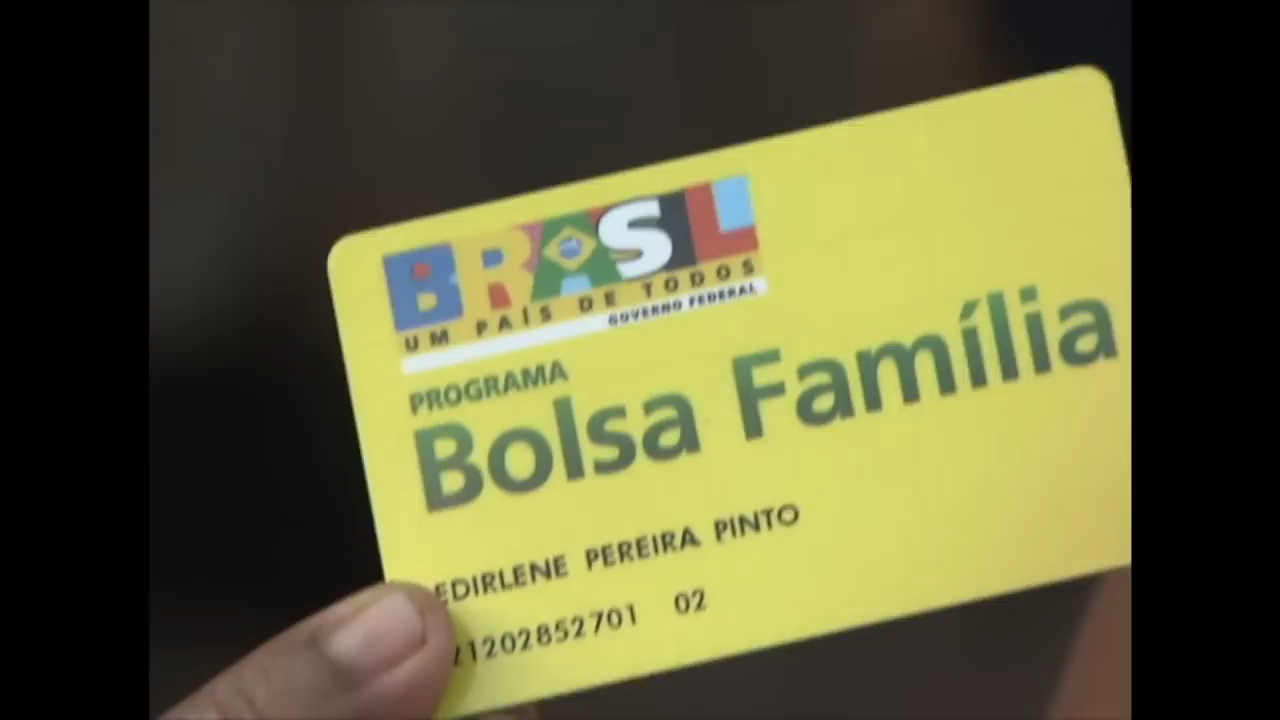 BRASIL
UM PAÍS DE TODOS
GOVERNO FEDERAL
PROGRAMA
Bolsa Família
EDIRLENE PEREIRA PINTO
21202852701 02